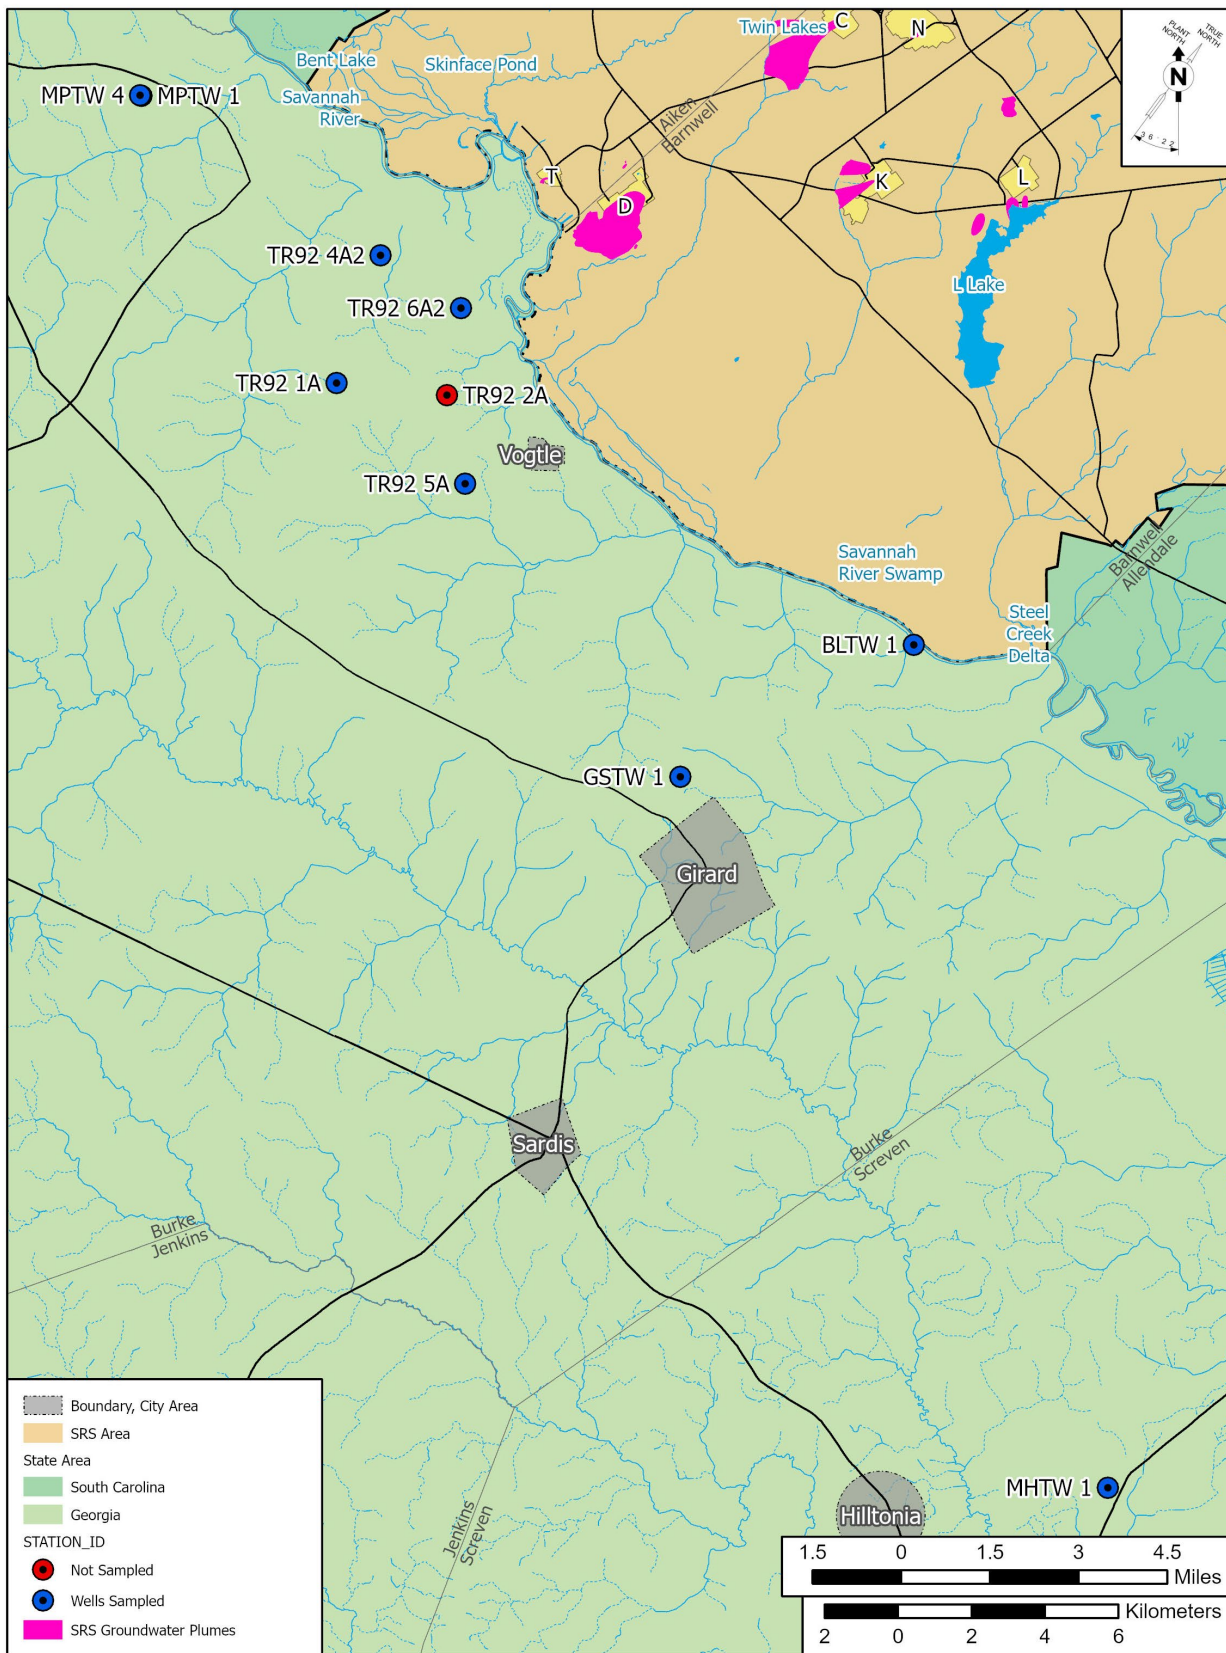 Twin Lakes
C
N
PLANT
NORTH
TRUE
NORTH
N
36.22
Bent Lake
Skinface Pond
MPTW 4
MPTW 1
Savannah
River
Aiken
Barnwell
T
D
K
L
TR92 4A2
TR92 6A2
L Lake
TR92 1A
TR92 2A
Vogtle
TR92 5A
Savannah
River Swamp
Barnwell
Allendale
Steel
Creek
Delta
BLTW 1
GSTW 1
Girard
Sardis
Burke
Screven
Burke
Jenkins
Jenkins
Screven
MHTW 1
Hilltonia
Boundary, City Area
SRS Area
State Area
South Carolina
Georgia
STATION_ID
Not Sampled
Wells Sampled
SRS Groundwater Plumes
1.5 0 1.5 3 4.5
Miles
Kilometers
2 0 2 4 6